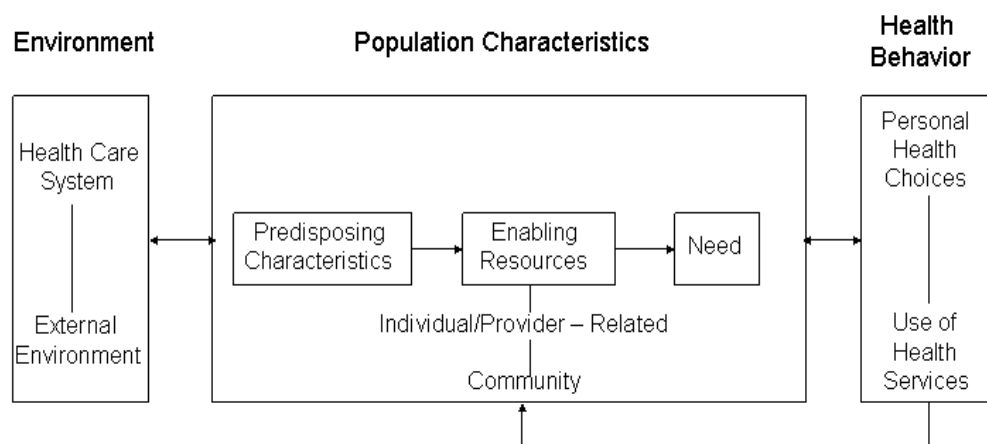 Environment
Population Characteristics
Health
Behavior
Health Care
System
External
Environment
Predisposing
Characteristics
Enabling
Resources
Need
Individual/Provider – Related
Community
Personal
Health
Choices
Use of
Health
Services